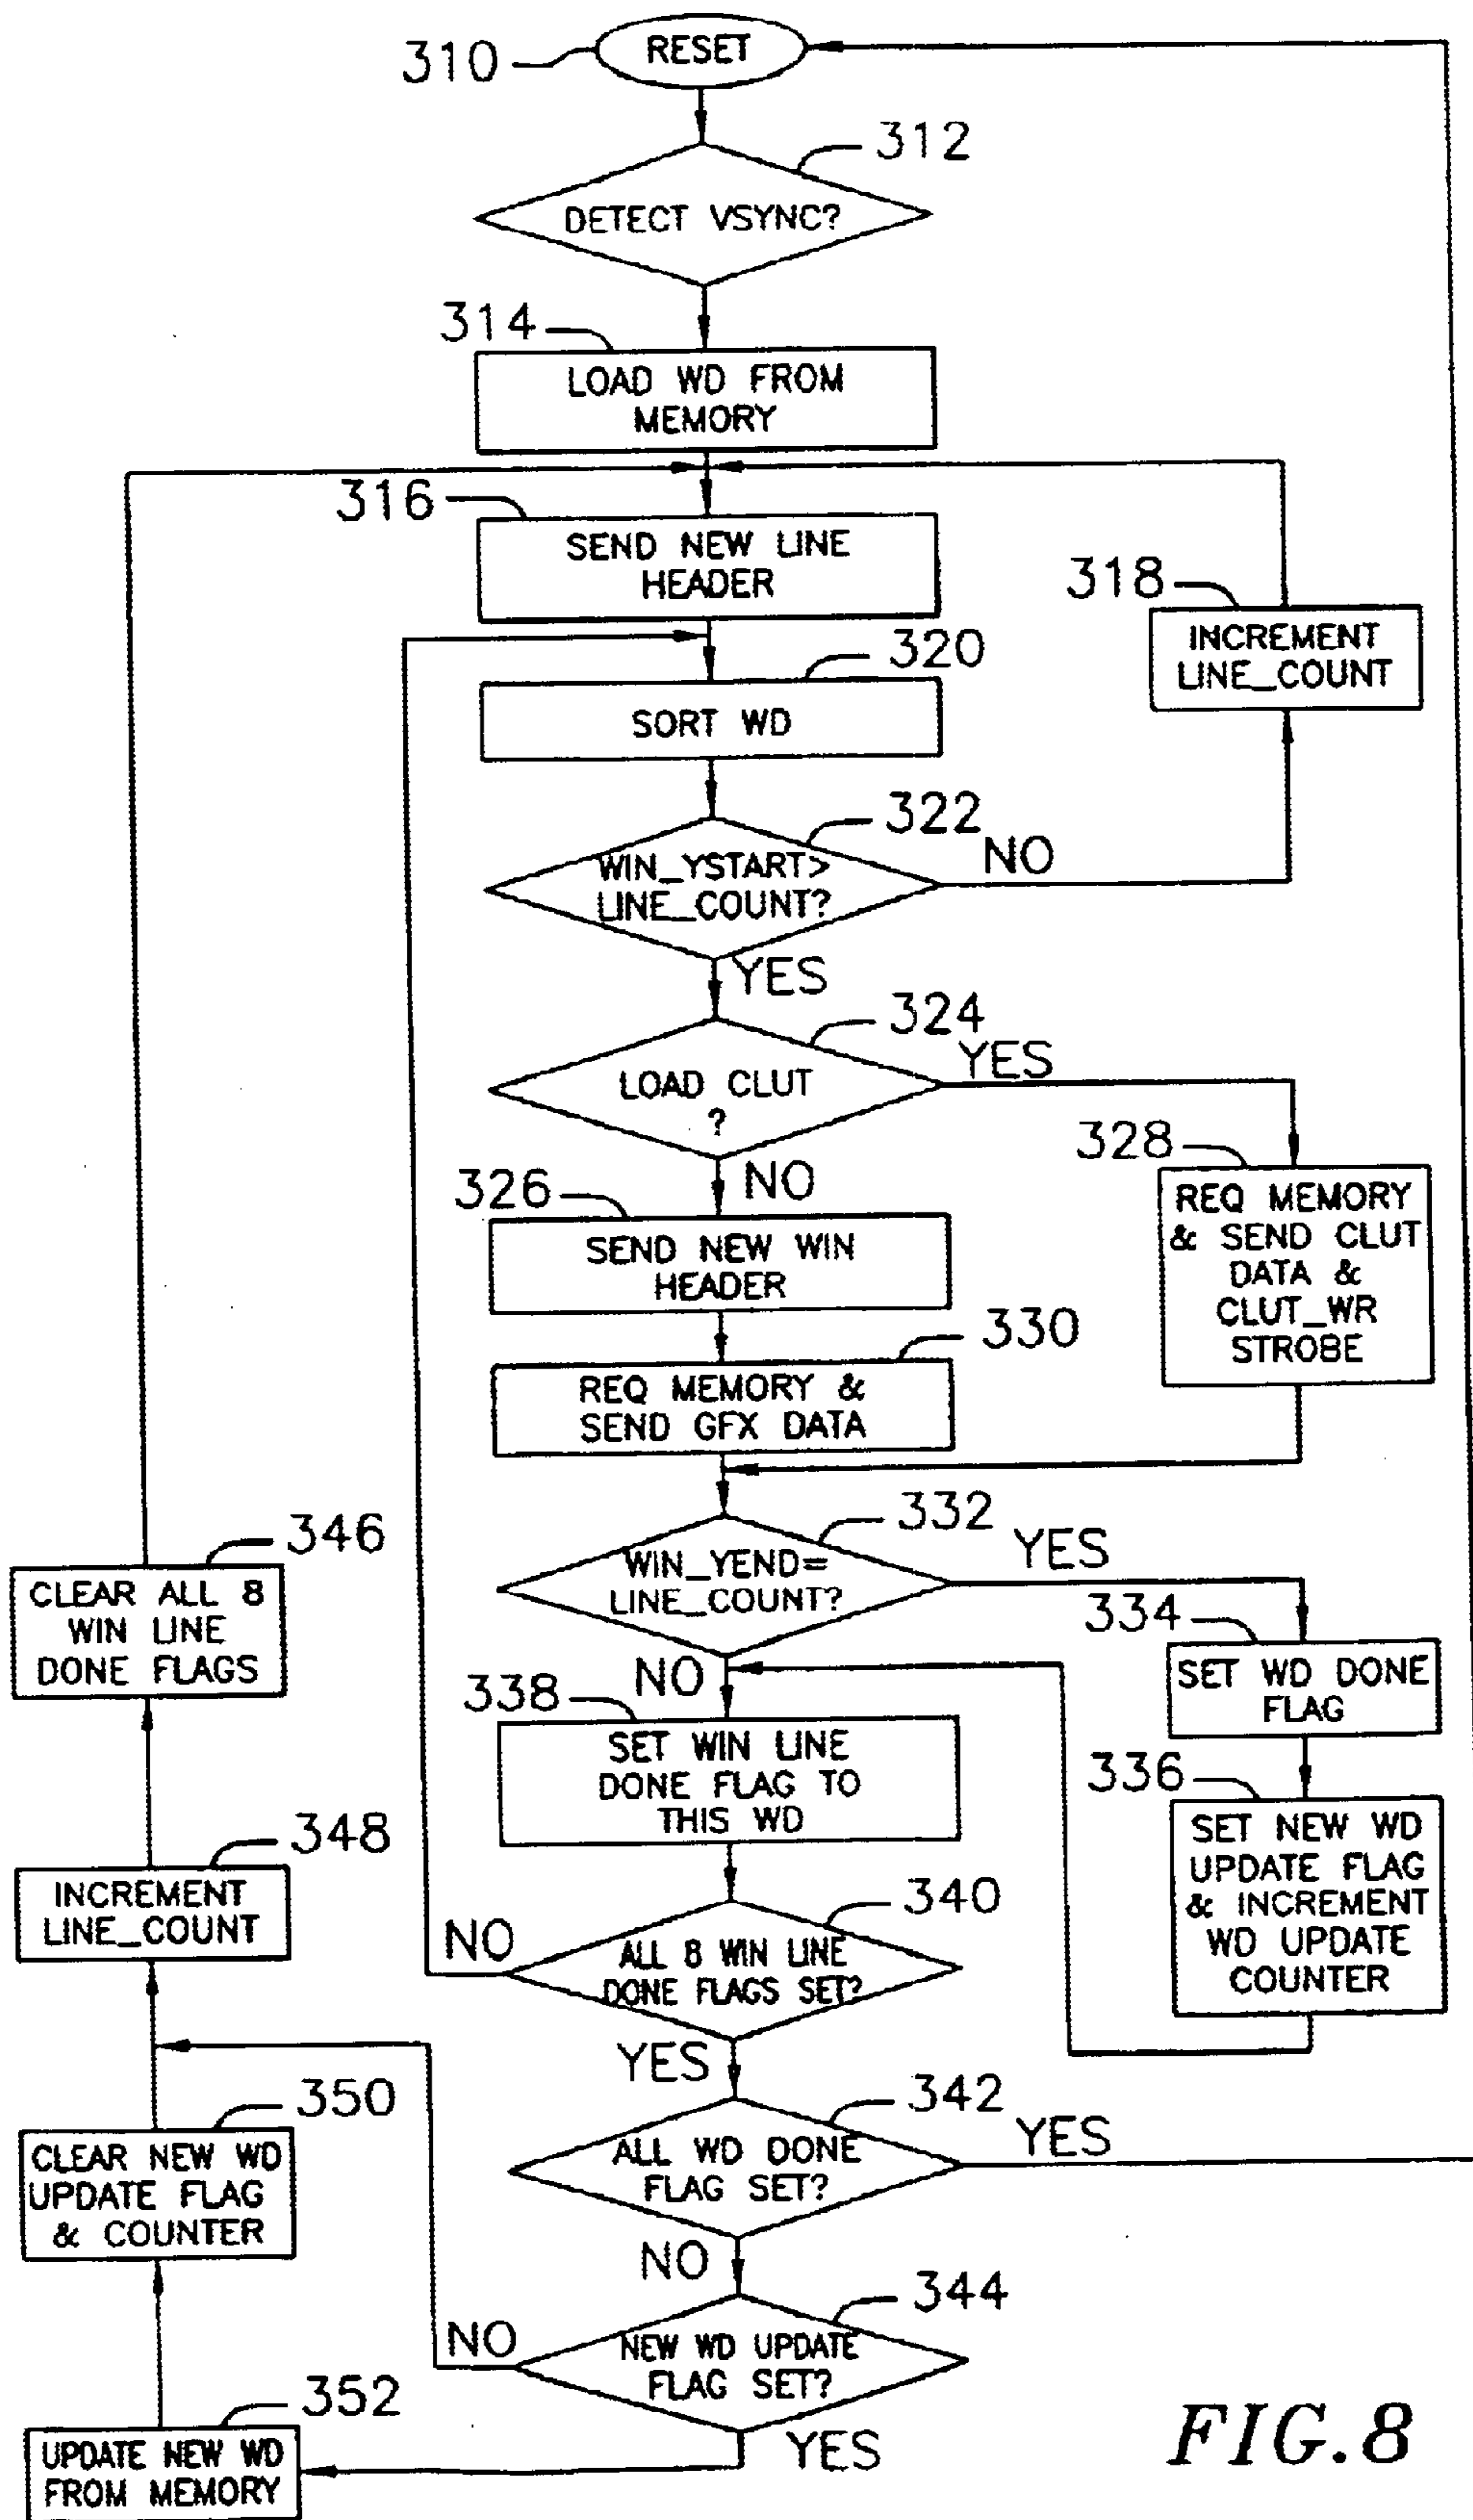 310
RESET
312
DETECT VSYNC?
314
LOAD WD FROM
MEMORY
316
SEND NEW LINE
HEADER
318
INCREMENT
LINE_COUNT
320
SORT WD
322
WIN_YSTART>
LINE_COUNT?
NO
YES
324
LOAD CLUT
?
YES
NO
326
SEND NEW WIN
HEADER
328
REQ MEMORY
& SEND CLUT
DATA &
CLUT_WR
STROBE
330
REQ MEMORY &
SEND GFX DATA
332
WIN_YEND=
LINE_COUNT?
YES
NO
334
SET WD DONE
FLAG
336
SET NEW WD
UPDATE FLAG
& INCREMENT
WD UPDATE
COUNTER
338
SET WIN LINE
DONE FLAG TO
THIS WD
340
ALL 8 WIN LINE
DONE FLAGS SET?
NO
YES
342
ALL WD DONE
FLAG SET?
YES
NO
344
NEW WD UPDATE
FLAG SET?
NO
YES
346
CLEAR ALL 8
WIN LINE
DONE FLAGS
348
INCREMENT
LINE_COUNT
350
CLEAR NEW WD
UPDATE FLAG
& COUNTER
352
UPDATE NEW WD
FROM MEMORY
FIG.8